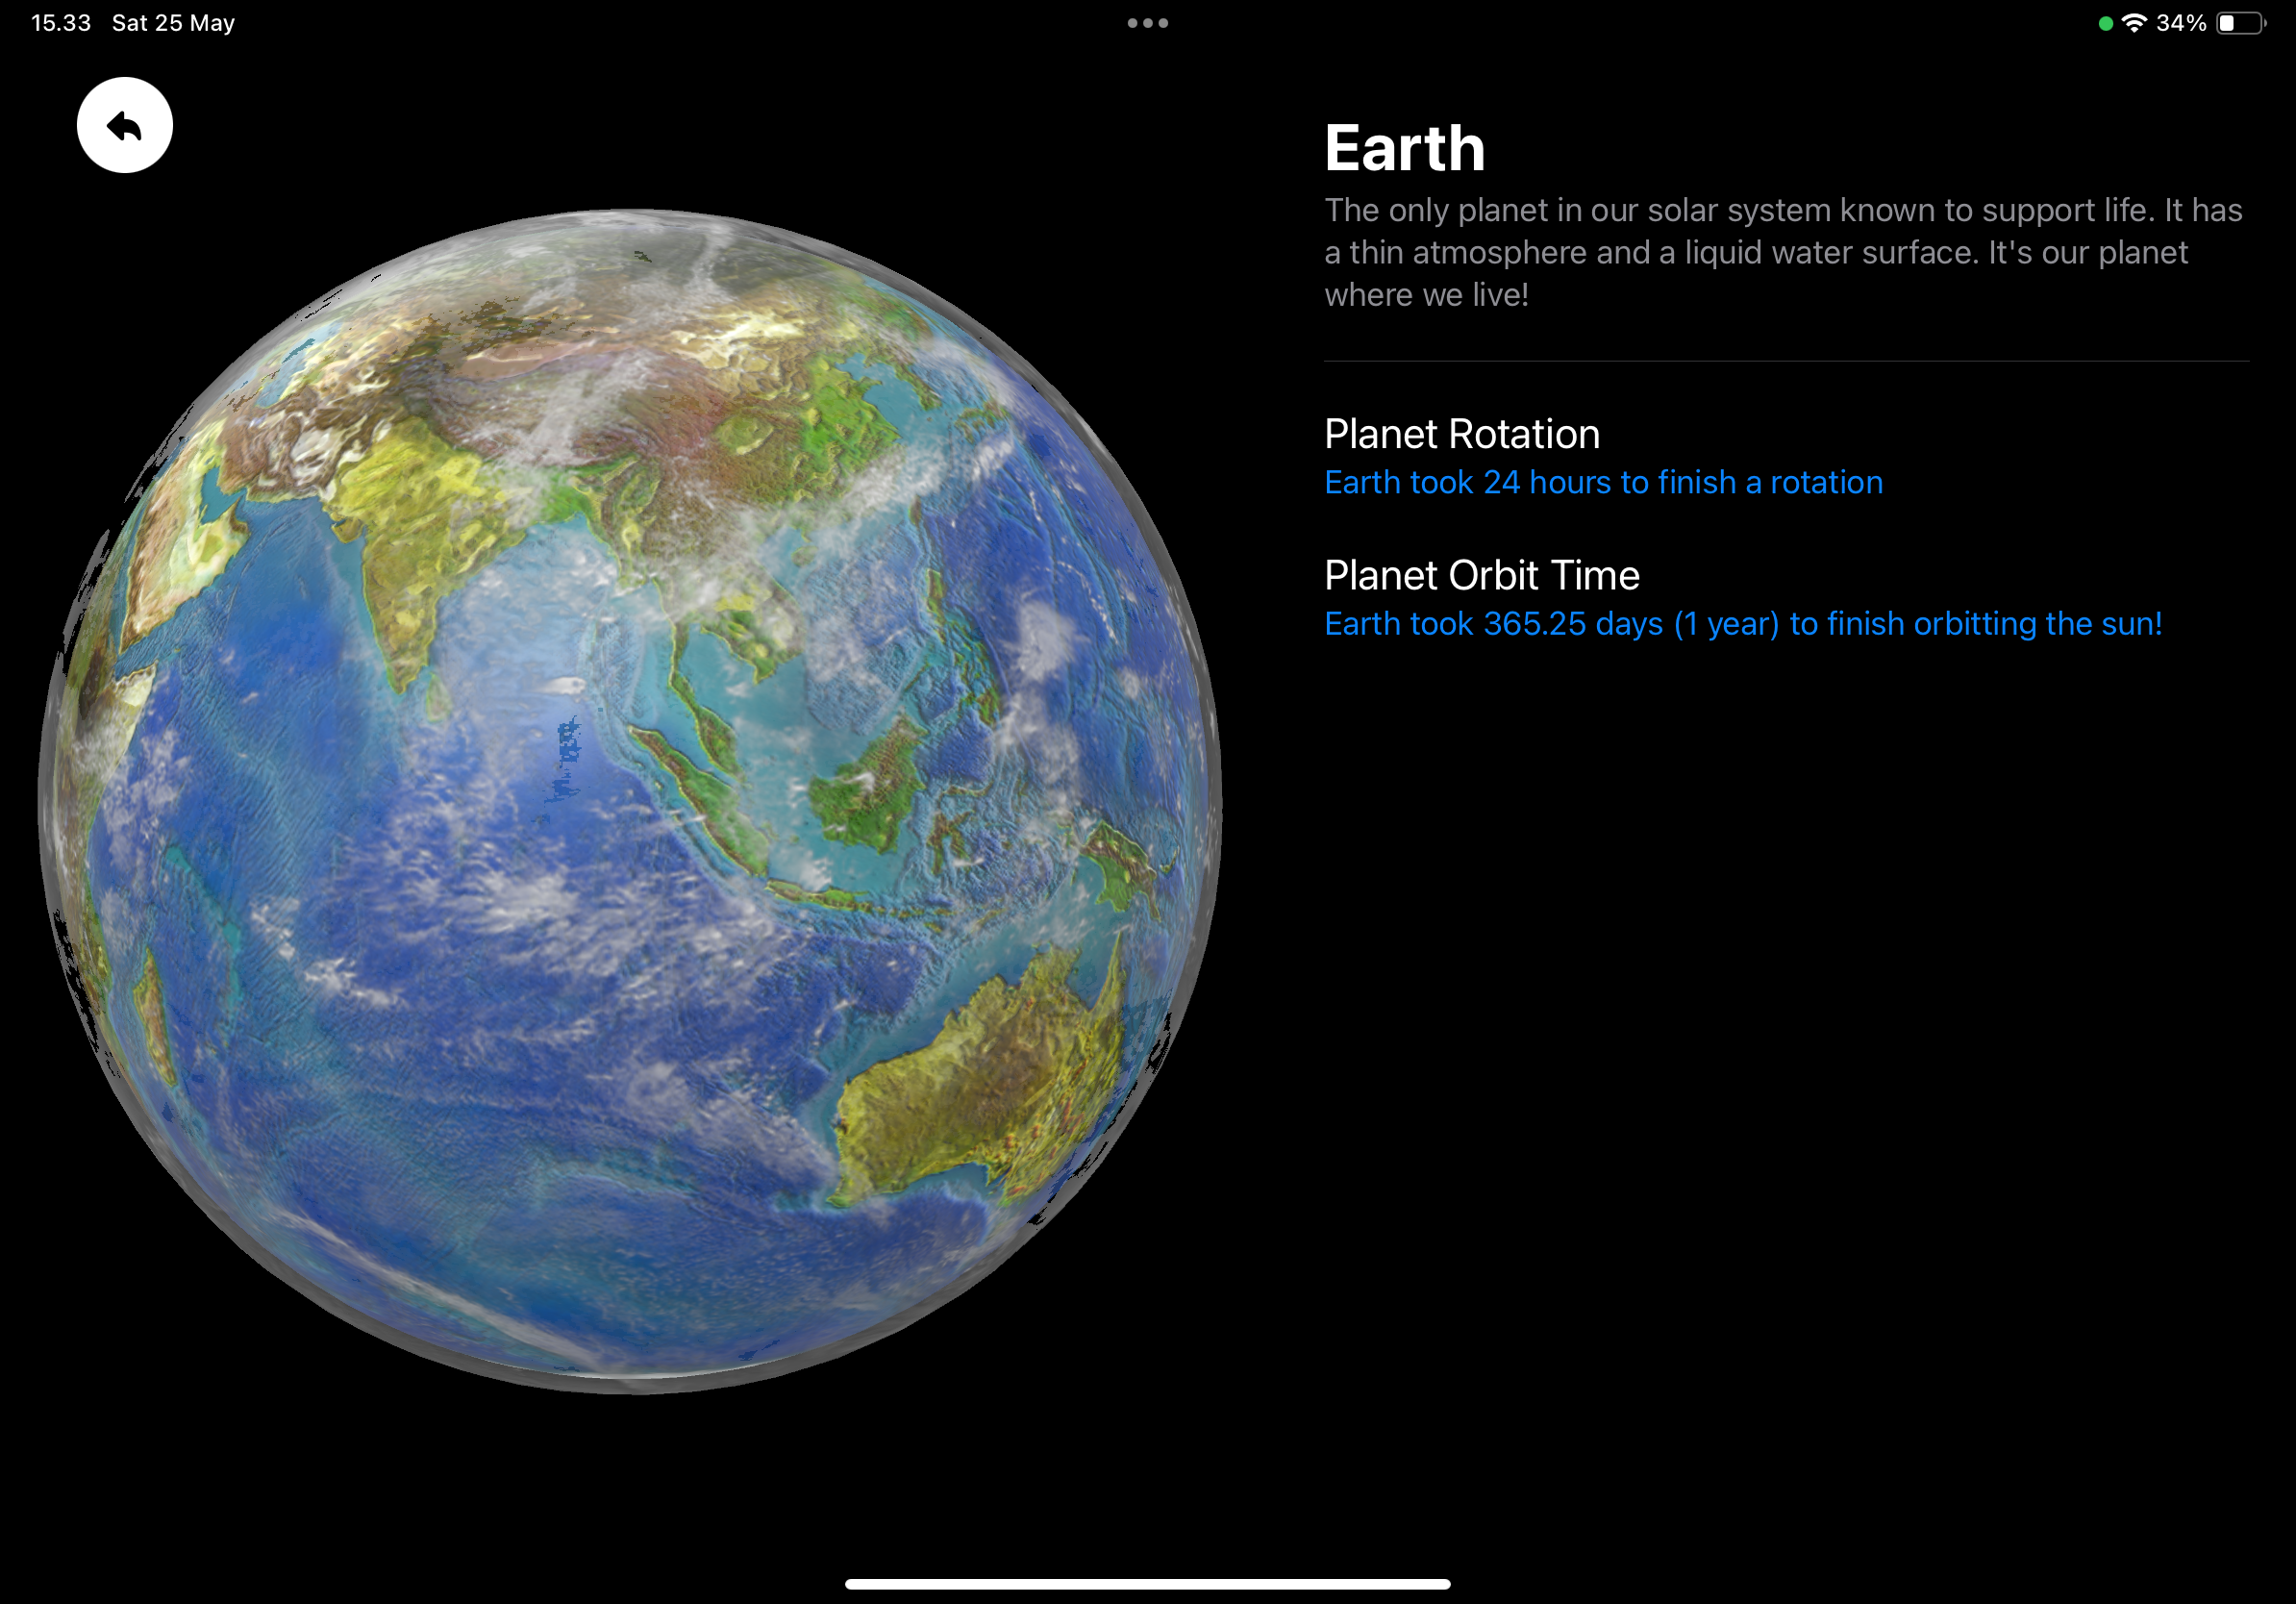 15.33 Sat 25 May
34%
Earth
The only planet in our solar system known to support life. It has
a thin atmosphere and a liquid water surface. It's our planet
where we live!
Planet Rotation
Earth took 24 hours to finish a rotation
Planet Orbit Time
Earth took 365.25 days (1 year) to finish orbitting the sun!